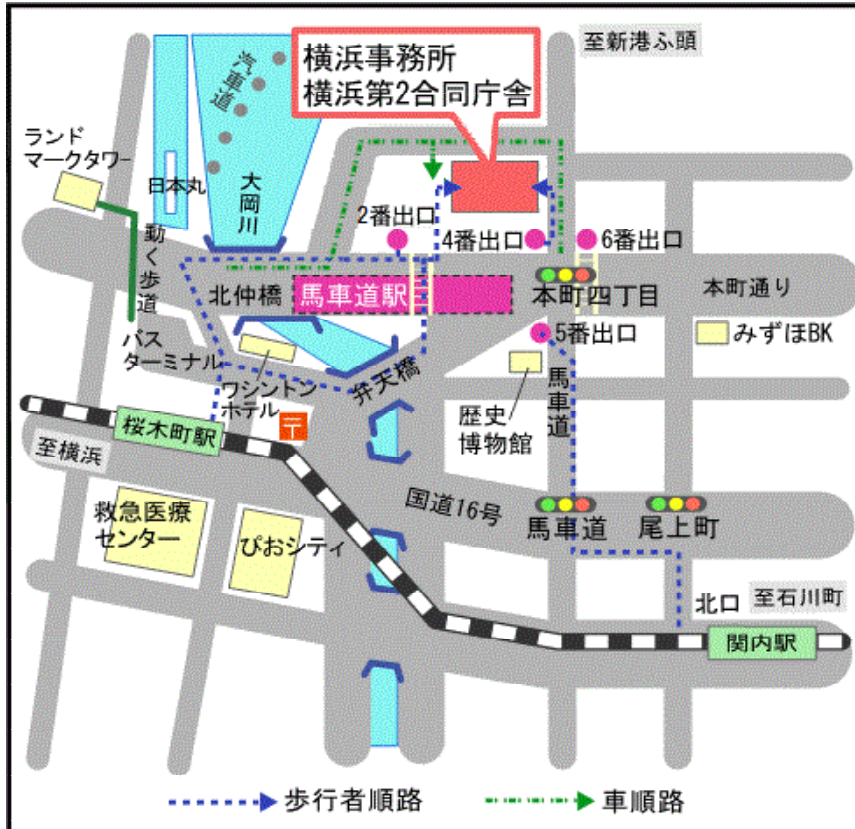 至新港ふ頭
横浜事務所
横浜第2合同庁舎
汽車道
ランド
マークタワー
日本丸
大岡川
2番出口
4番出口
6番出口
動く歩道
北仲橋
馬車道駅
本町四丁目
本町通り
バス
ターミナル
5番出口
みずほBK
ワシントン
ホテル
弁天橋
歴史
博物館
馬車道
〒
桜木町駅
至横浜
国道16号
救急医療
センター
ぴおシティ
馬車道
尾上町
北口
至石川町
関内駅
歩行者順路
車順路